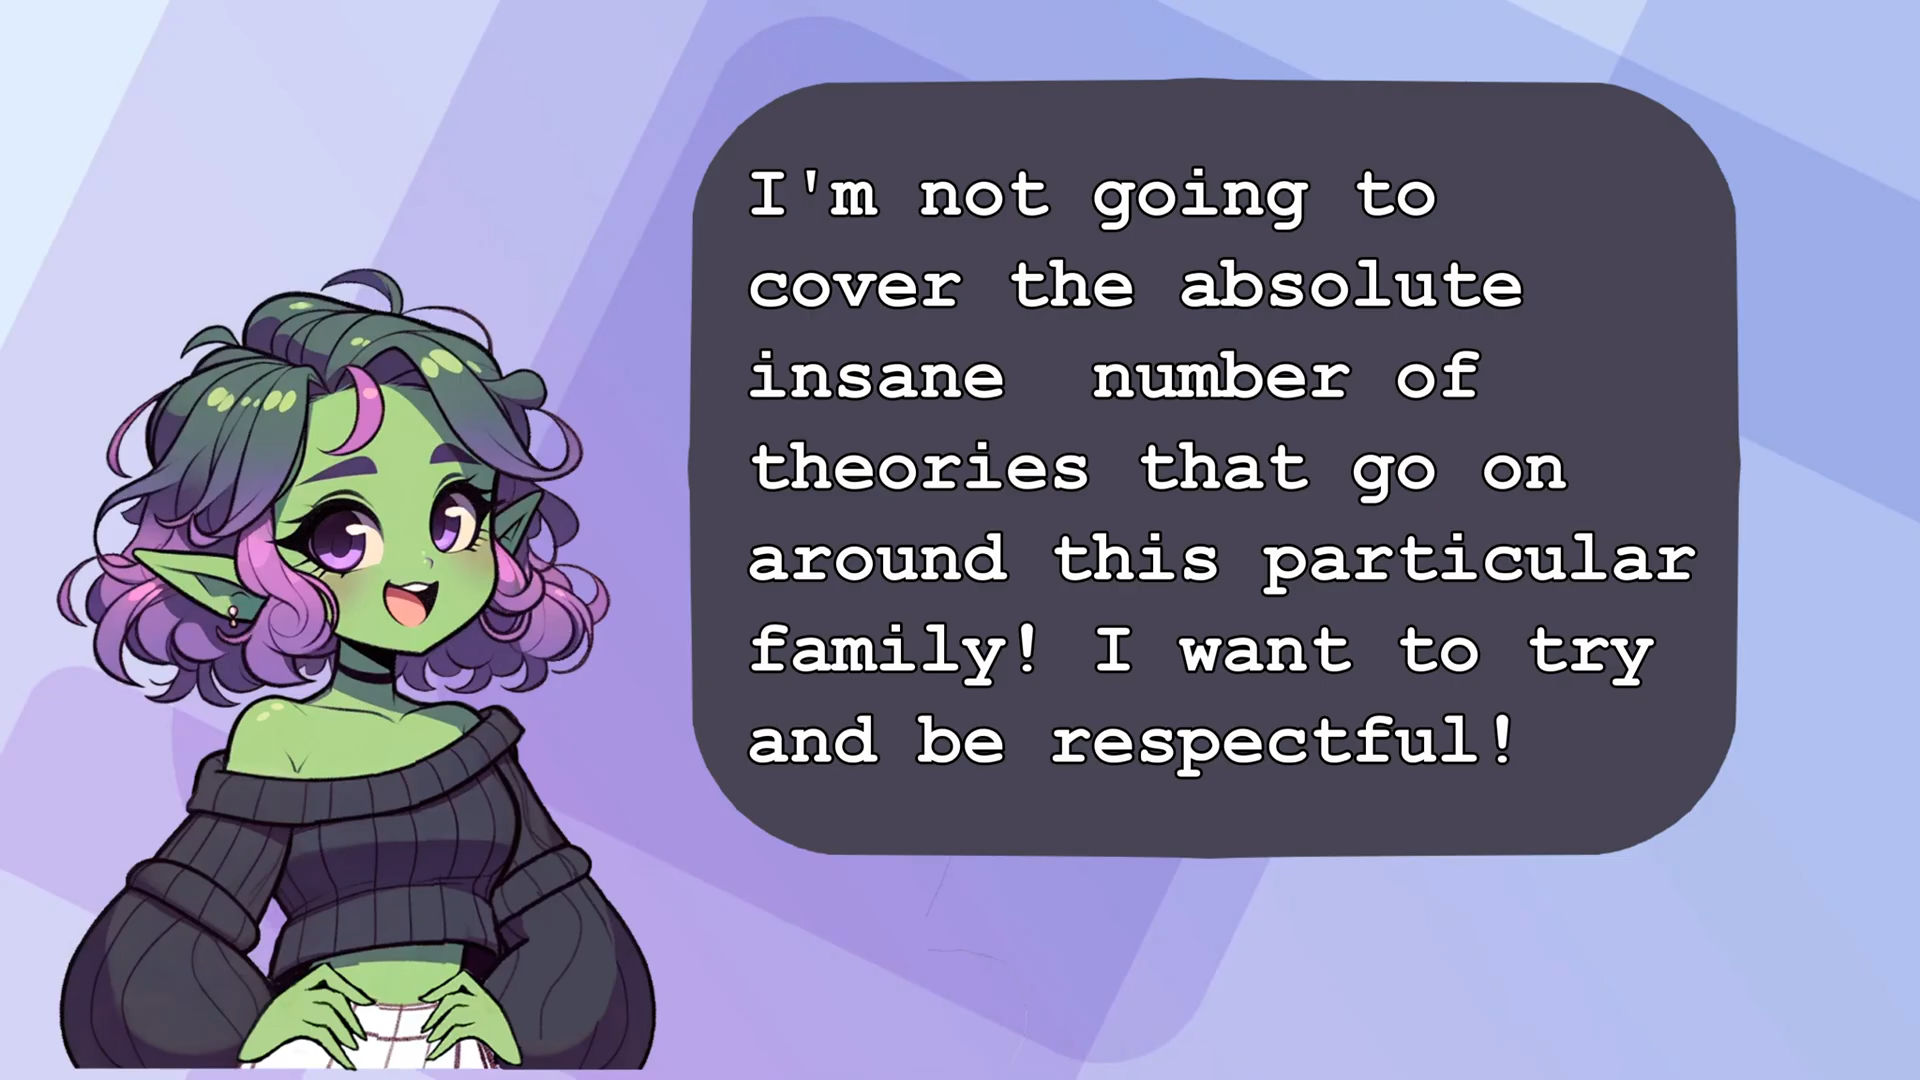 I'm not going to
cover the absolute
insane  number of
theories that go on
around this particular
family! I want to try
and be respectful!